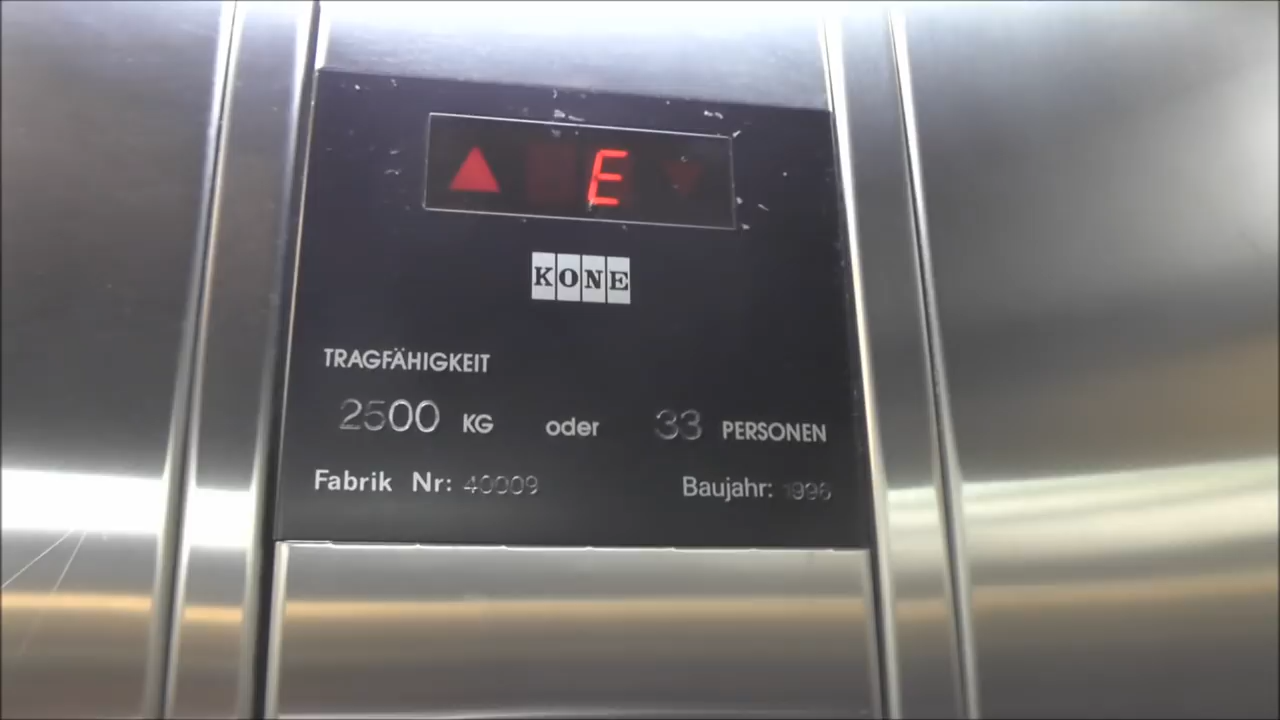 E
KONE
TRAGFÄHIGKEIT
2500 KG oder 33 PERSONEN
Fabrik Nr: 40009 Baujahr: 1996